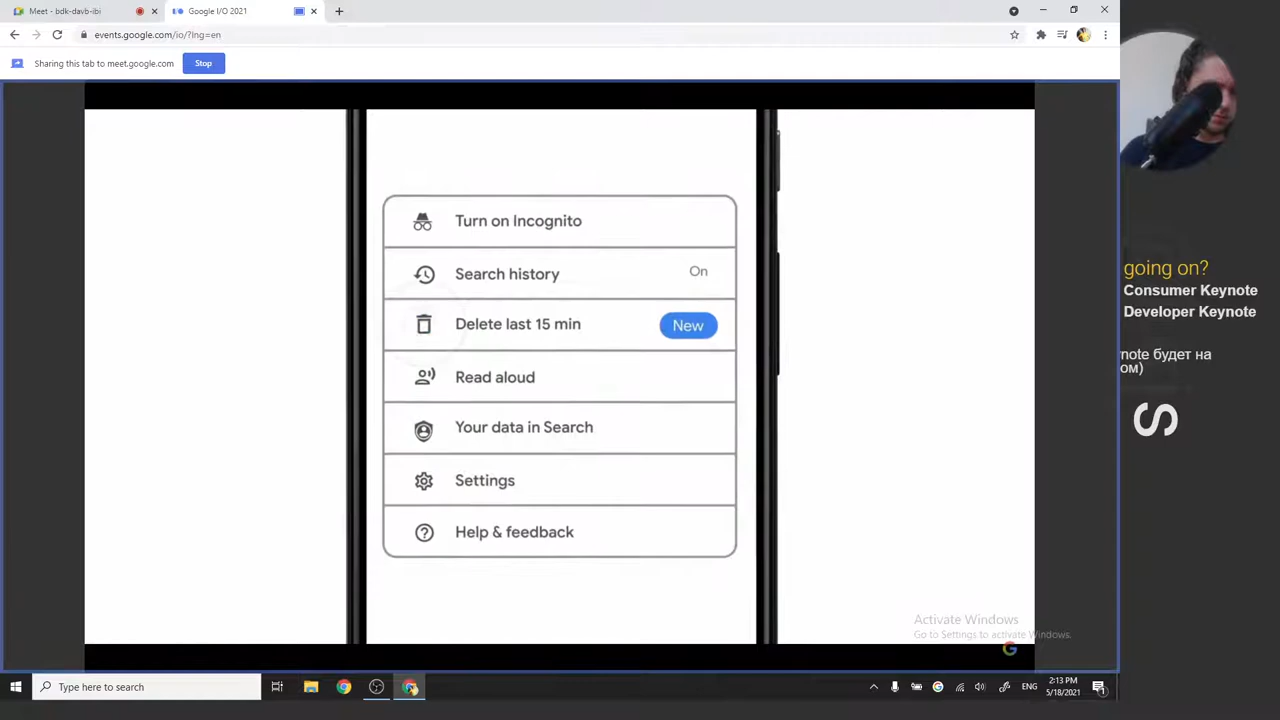 Meet - bdk-davb-ibi
Google I/O 2021
events.google.com/io/?lng=en
Sharing this tab to meet.google.com
Stop
Turn on Incognito
Search history
On
Delete last 15 min
New
Read aloud
Your data in Search
Settings
Help & feedback
going on?
Consumer Keynote
Developer Keynote
note будет на
ом)
S
Activate Windows
Go to Settings to activate Windows.
G
Type here to search
ENG
2:13 PM
5/18/2021
1